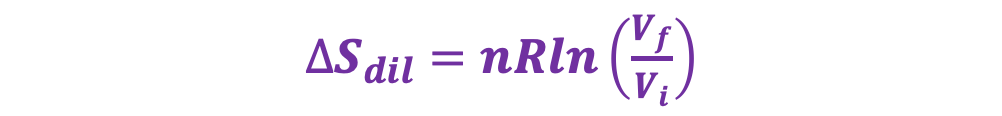 ΔS_dil = nRln(V_f/V_i)